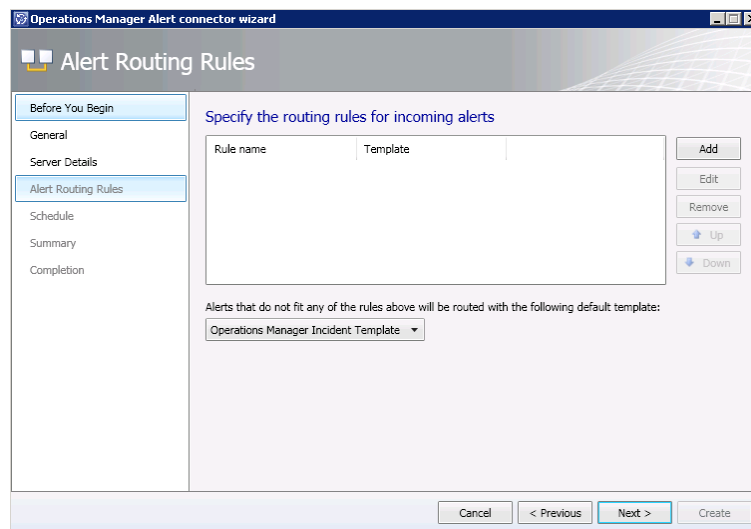 Operations Manager Alert connector wizard
Alert Routing Rules
Before You Begin
General
Server Details
Alert Routing Rules
Schedule
Summary
Completion
Specify the routing rules for incoming alerts
Rule name Template
Add
Edit
Remove
Up
Down
Alerts that do not fit any of the rules above will be routed with the following default template:
Operations Manager Incident Template
Cancel < Previous Next > Create